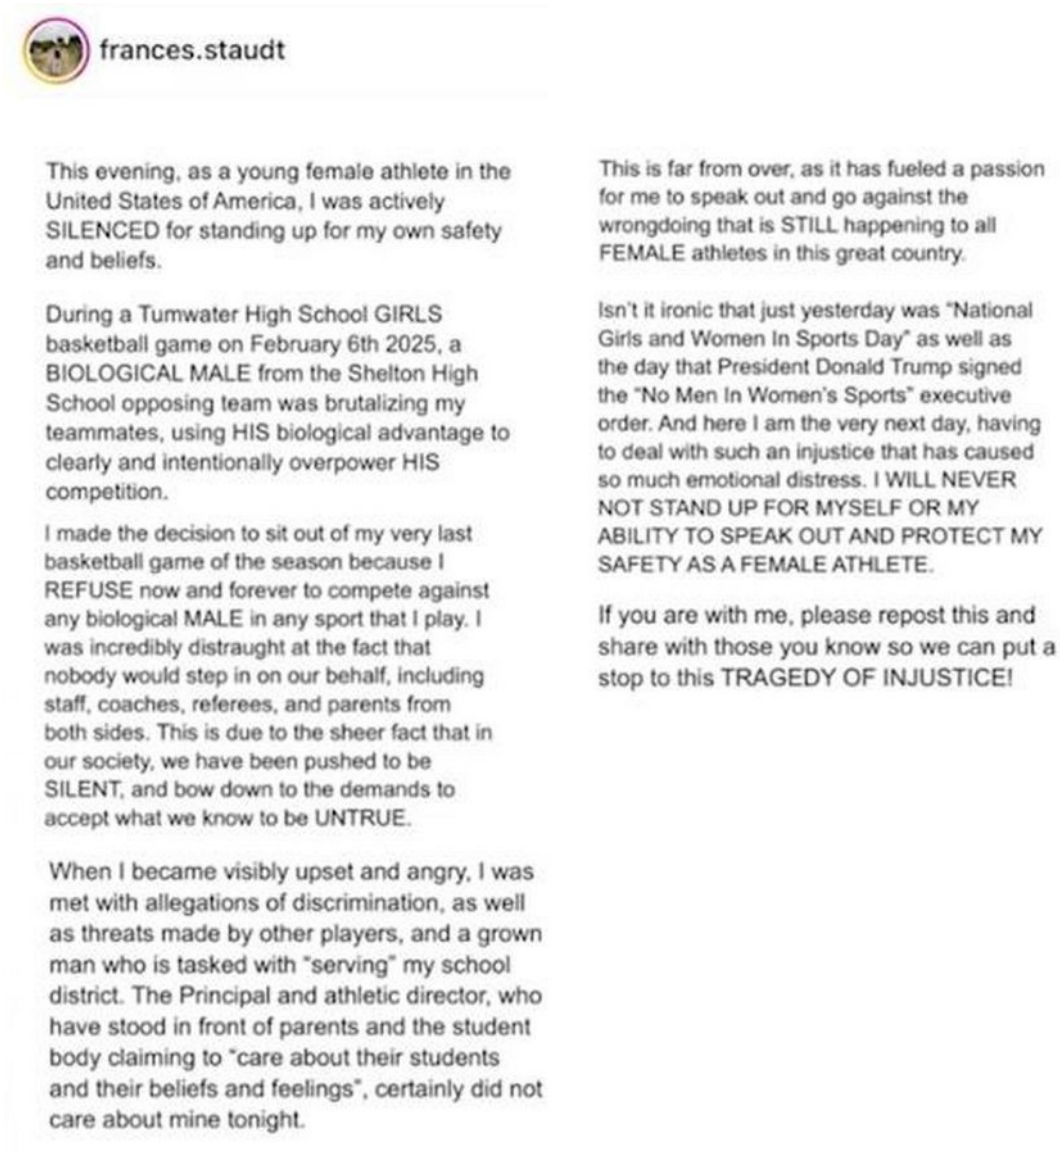 frances.staudt
This evening, as a young female athlete in the
United States of America, I was actively
SILENCED for standing up for my own safety
and beliefs.
During a Tumwater High School GIRLS
basketball game on February 6th 2025, a
BIOLOGICAL MALE from the Shelton High
School opposing team was brutalizing my
teammates, using HIS biological advantage to
clearly and intentionally overpower HIS
competition.
I made the decision to sit out of my very last
basketball game of the season because I
REFUSE now and forever to compete against
any biological MALE in any sport that I play. I
was incredibly distraught at the fact that
nobody would step in on our behalf, including
staff, coaches, referees, and parents from
both sides. This is due to the sheer fact that in
our society, we have been pushed to be
SILENT, and bow down to the demands to
accept what we know to be UNTRUE.
When I became visibly upset and angry, I was
met with allegations of discrimination, as well
as threats made by other players, and a grown
man who is tasked with "serving" my school
district. The Principal and athletic director, who
have stood in front of parents and the student
body claiming to "care about their students
and their beliefs and feelings", certainly did not
care about mine tonight.
This is far from over, as it has fueled a passion
for me to speak out and go against the
wrongdoing that is STILL happening to all
FEMALE athletes in this great country.
Isn't it ironic that just yesterday was "National
Girls and Women In Sports Day" as well as
the day that President Donald Trump signed
the "No Men In Women's Sports" executive
order. And here I am the very next day, having
to deal with such an injustice that has caused
so much emotional distress. I WILL NEVER
NOT STAND UP FOR MYSELF OR MY
ABILITY TO SPEAK OUT AND PROTECT MY
SAFETY AS A FEMALE ATHLETE.
If you are with me, please repost this and
share with those you know so we can put a
stop to this TRAGEDY OF INJUSTICE!